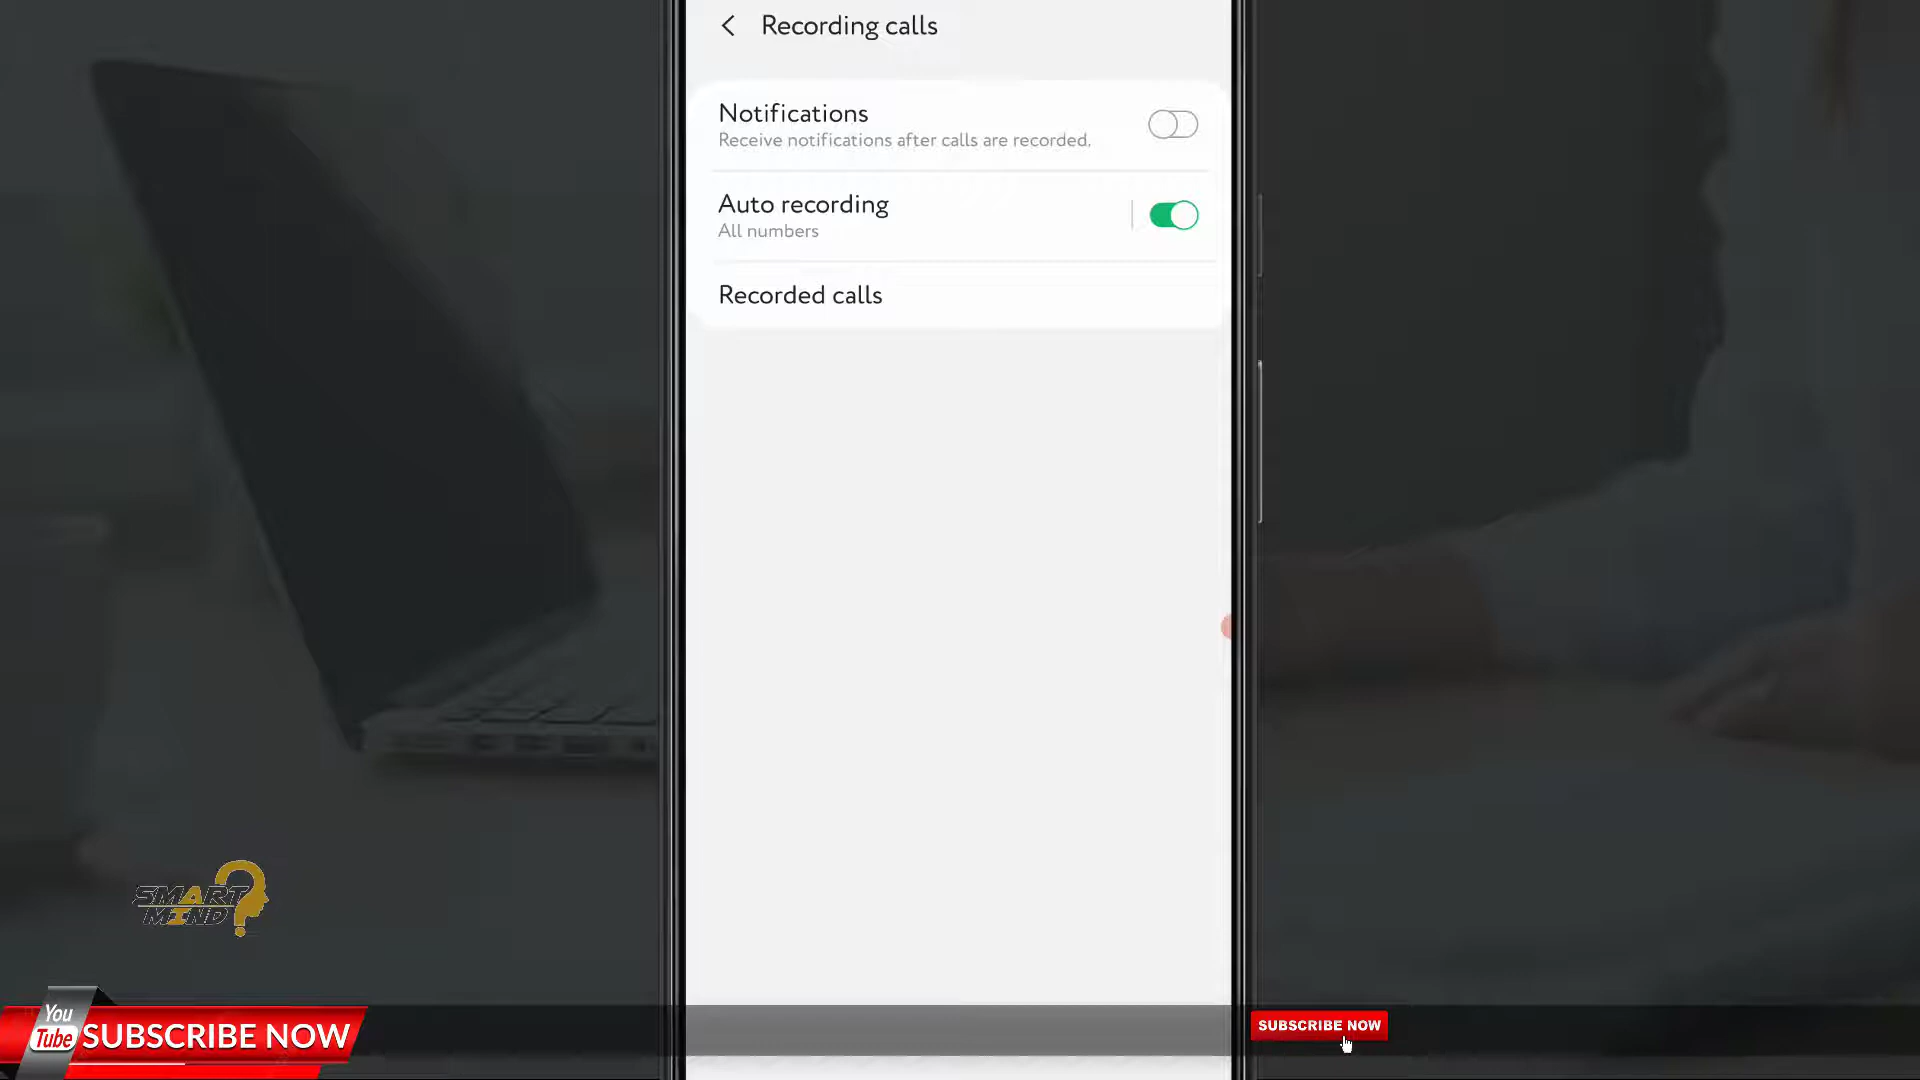 Recording calls
Notifications
Receive notifications after calls are recorded.
Auto recording
All numbers
Recorded calls
SMART
MIND
You
Tube
SUBSCRIBE NOW
SUBSCRIBE NOW